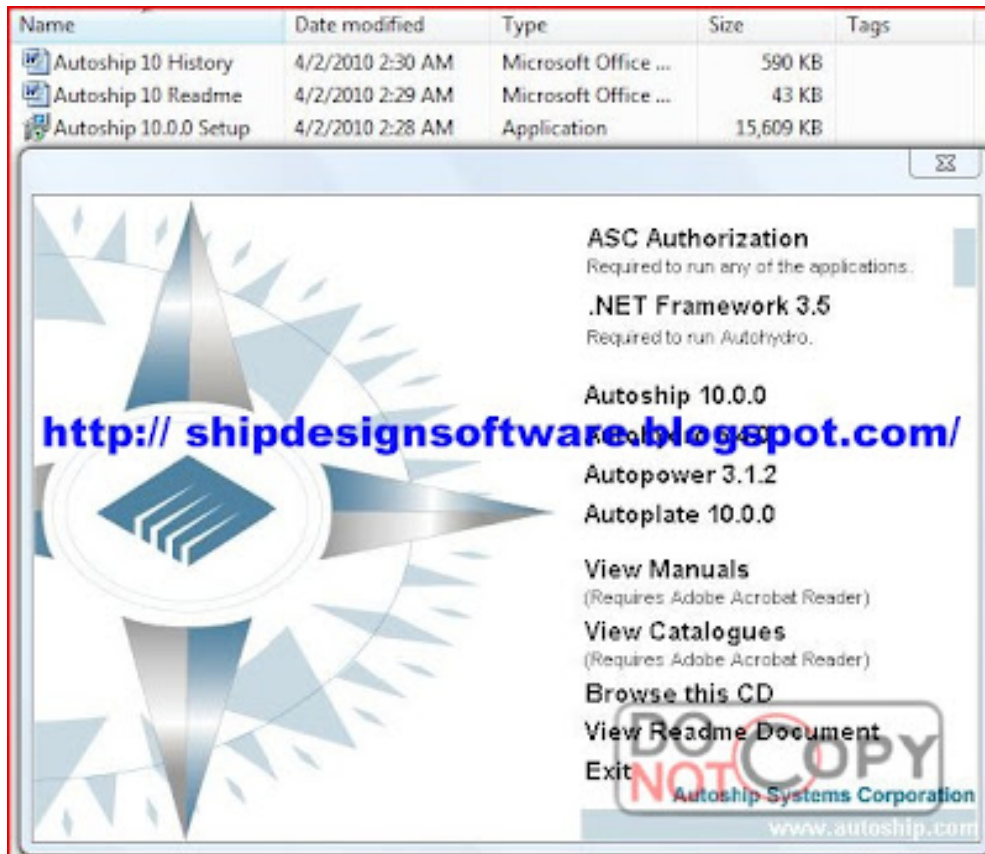 Name Date modified Type Size Tags
Autoship 10 History 4/2/2010 2:30 AM Microsoft Office ... 590 KB
Autoship 10 Readme 4/2/2010 2:29 AM Microsoft Office ... 43 KB
Autoship 10.0.0 Setup 4/2/2010 2:28 AM Application 15,609 KB
ASC Authorization
Required to run any of the applications.
.NET Framework 3.5
Required to run Autohydro.
Autoship 10.0.0
http:// shipdesignsoftware.blogspot.com/
Autopower 3.1.2
Autoplate 10.0.0
View Manuals
(Requires Adobe Acrobat Reader)
View Catalogues
(Requires Adobe Acrobat Reader)
Browse this CD
View Readme Document
Exit
DO NOT COPY
Autoship Systems Corporation
www.autoship.com